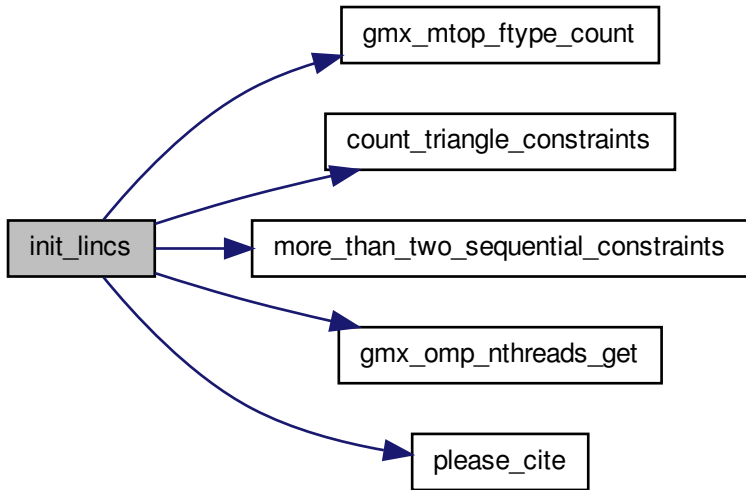 gmx_mtop_ftype_count
count_triangle_constraints
init_lincs
more_than_two_sequential_constraints
gmx_omp_nthreads_get
please_cite